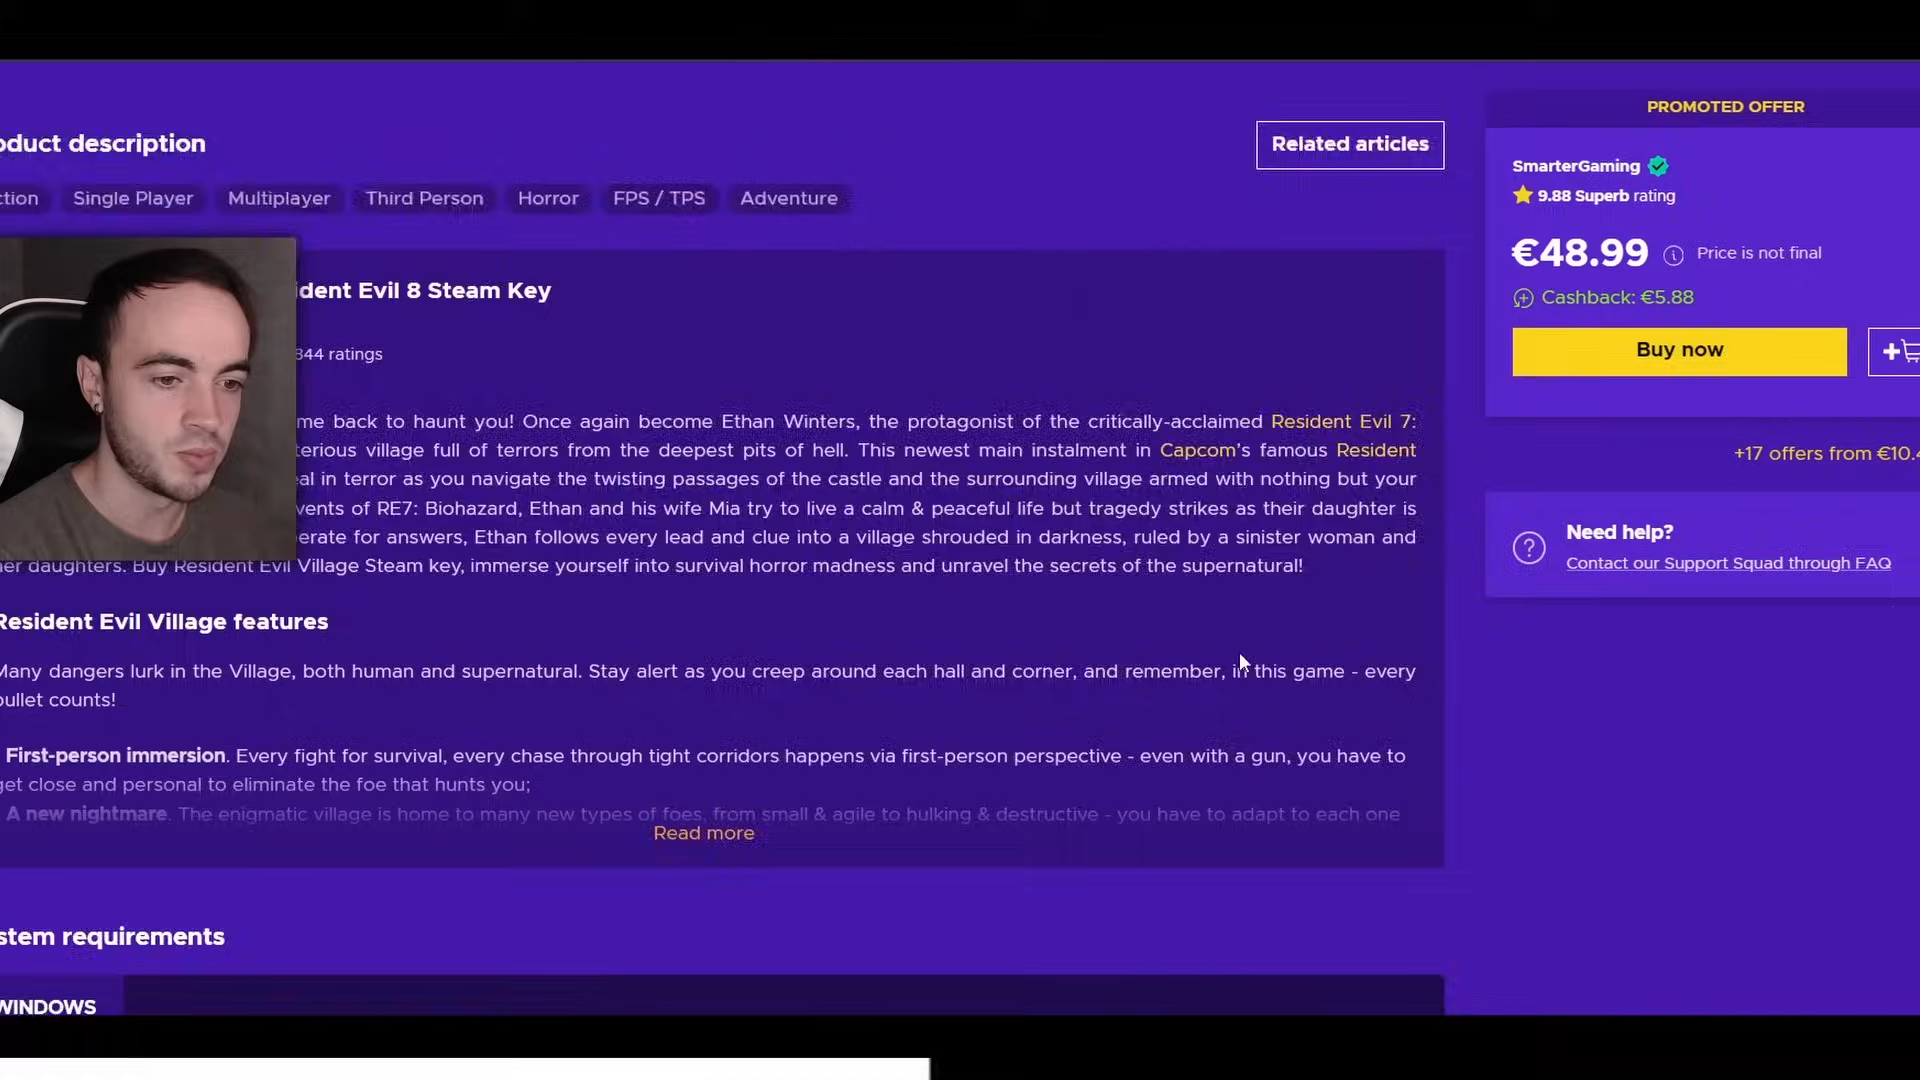 oduct description
Related articles
ction
Single Player
Multiplayer
Third Person
Horror
FPS / TPS
Adventure
ident Evil 8 Steam Key
844 ratings
me back to haunt you! Once again become Ethan Winters, the protagonist of the critically-acclaimed Resident Evil 7:
terious village full of terrors from the deepest pits of hell. This newest main instalment in Capcom's famous Resident
eal in terror as you navigate the twisting passages of the castle and the surrounding village armed with nothing but your
vents of RE7: Biohazard, Ethan and his wife Mia try to live a calm & peaceful life but tragedy strikes as their daughter is
erate for answers, Ethan follows every lead and clue into a village shrouded in darkness, ruled by a sinister woman and
her daughters. Buy Resident Evil Village Steam key, immerse yourself into survival horror madness and unravel the secrets of the supernatural!
Resident Evil Village features
Many dangers lurk in the Village, both human and supernatural. Stay alert as you creep around each hall and corner, and remember, in this game - every
bullet counts!
First-person immersion. Every fight for survival, every chase through tight corridors happens via first-person perspective - even with a gun, you have to
get close and personal to eliminate the foe that hunts you;
A new nightmare. The enigmatic village is home to many new types of foes, from small & agile to hulking & destructive - you have to adapt to each one
Read more
stem requirements
WINDOWS
PROMOTED OFFER
SmarterGaming
9.88 Superb rating
€48.99 Price is not final
Cashback: €5.88
Buy now
+17 offers from €10.4
Need help?
Contact our Support Squad through FAQ